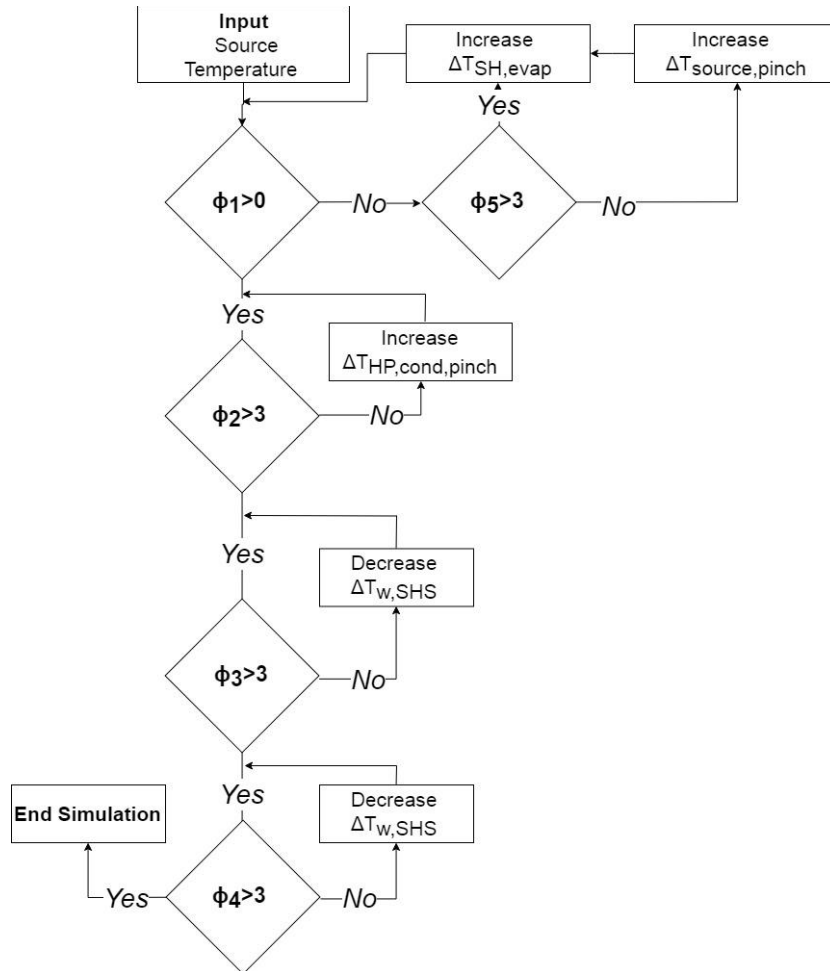 Input
Source
Temperature
Increase
ΔTSH,evap
Increase
ΔTsource,pinch
Yes
ϕ1>0
No
ϕ5>3
No
Yes
Increase
ΔTHP,cond,pinch
ϕ2>3
No
Yes
Decrease
ΔTw,SHS
ϕ3>3
No
Yes
Decrease
ΔTw,SHS
End Simulation
Yes
ϕ4>3
No